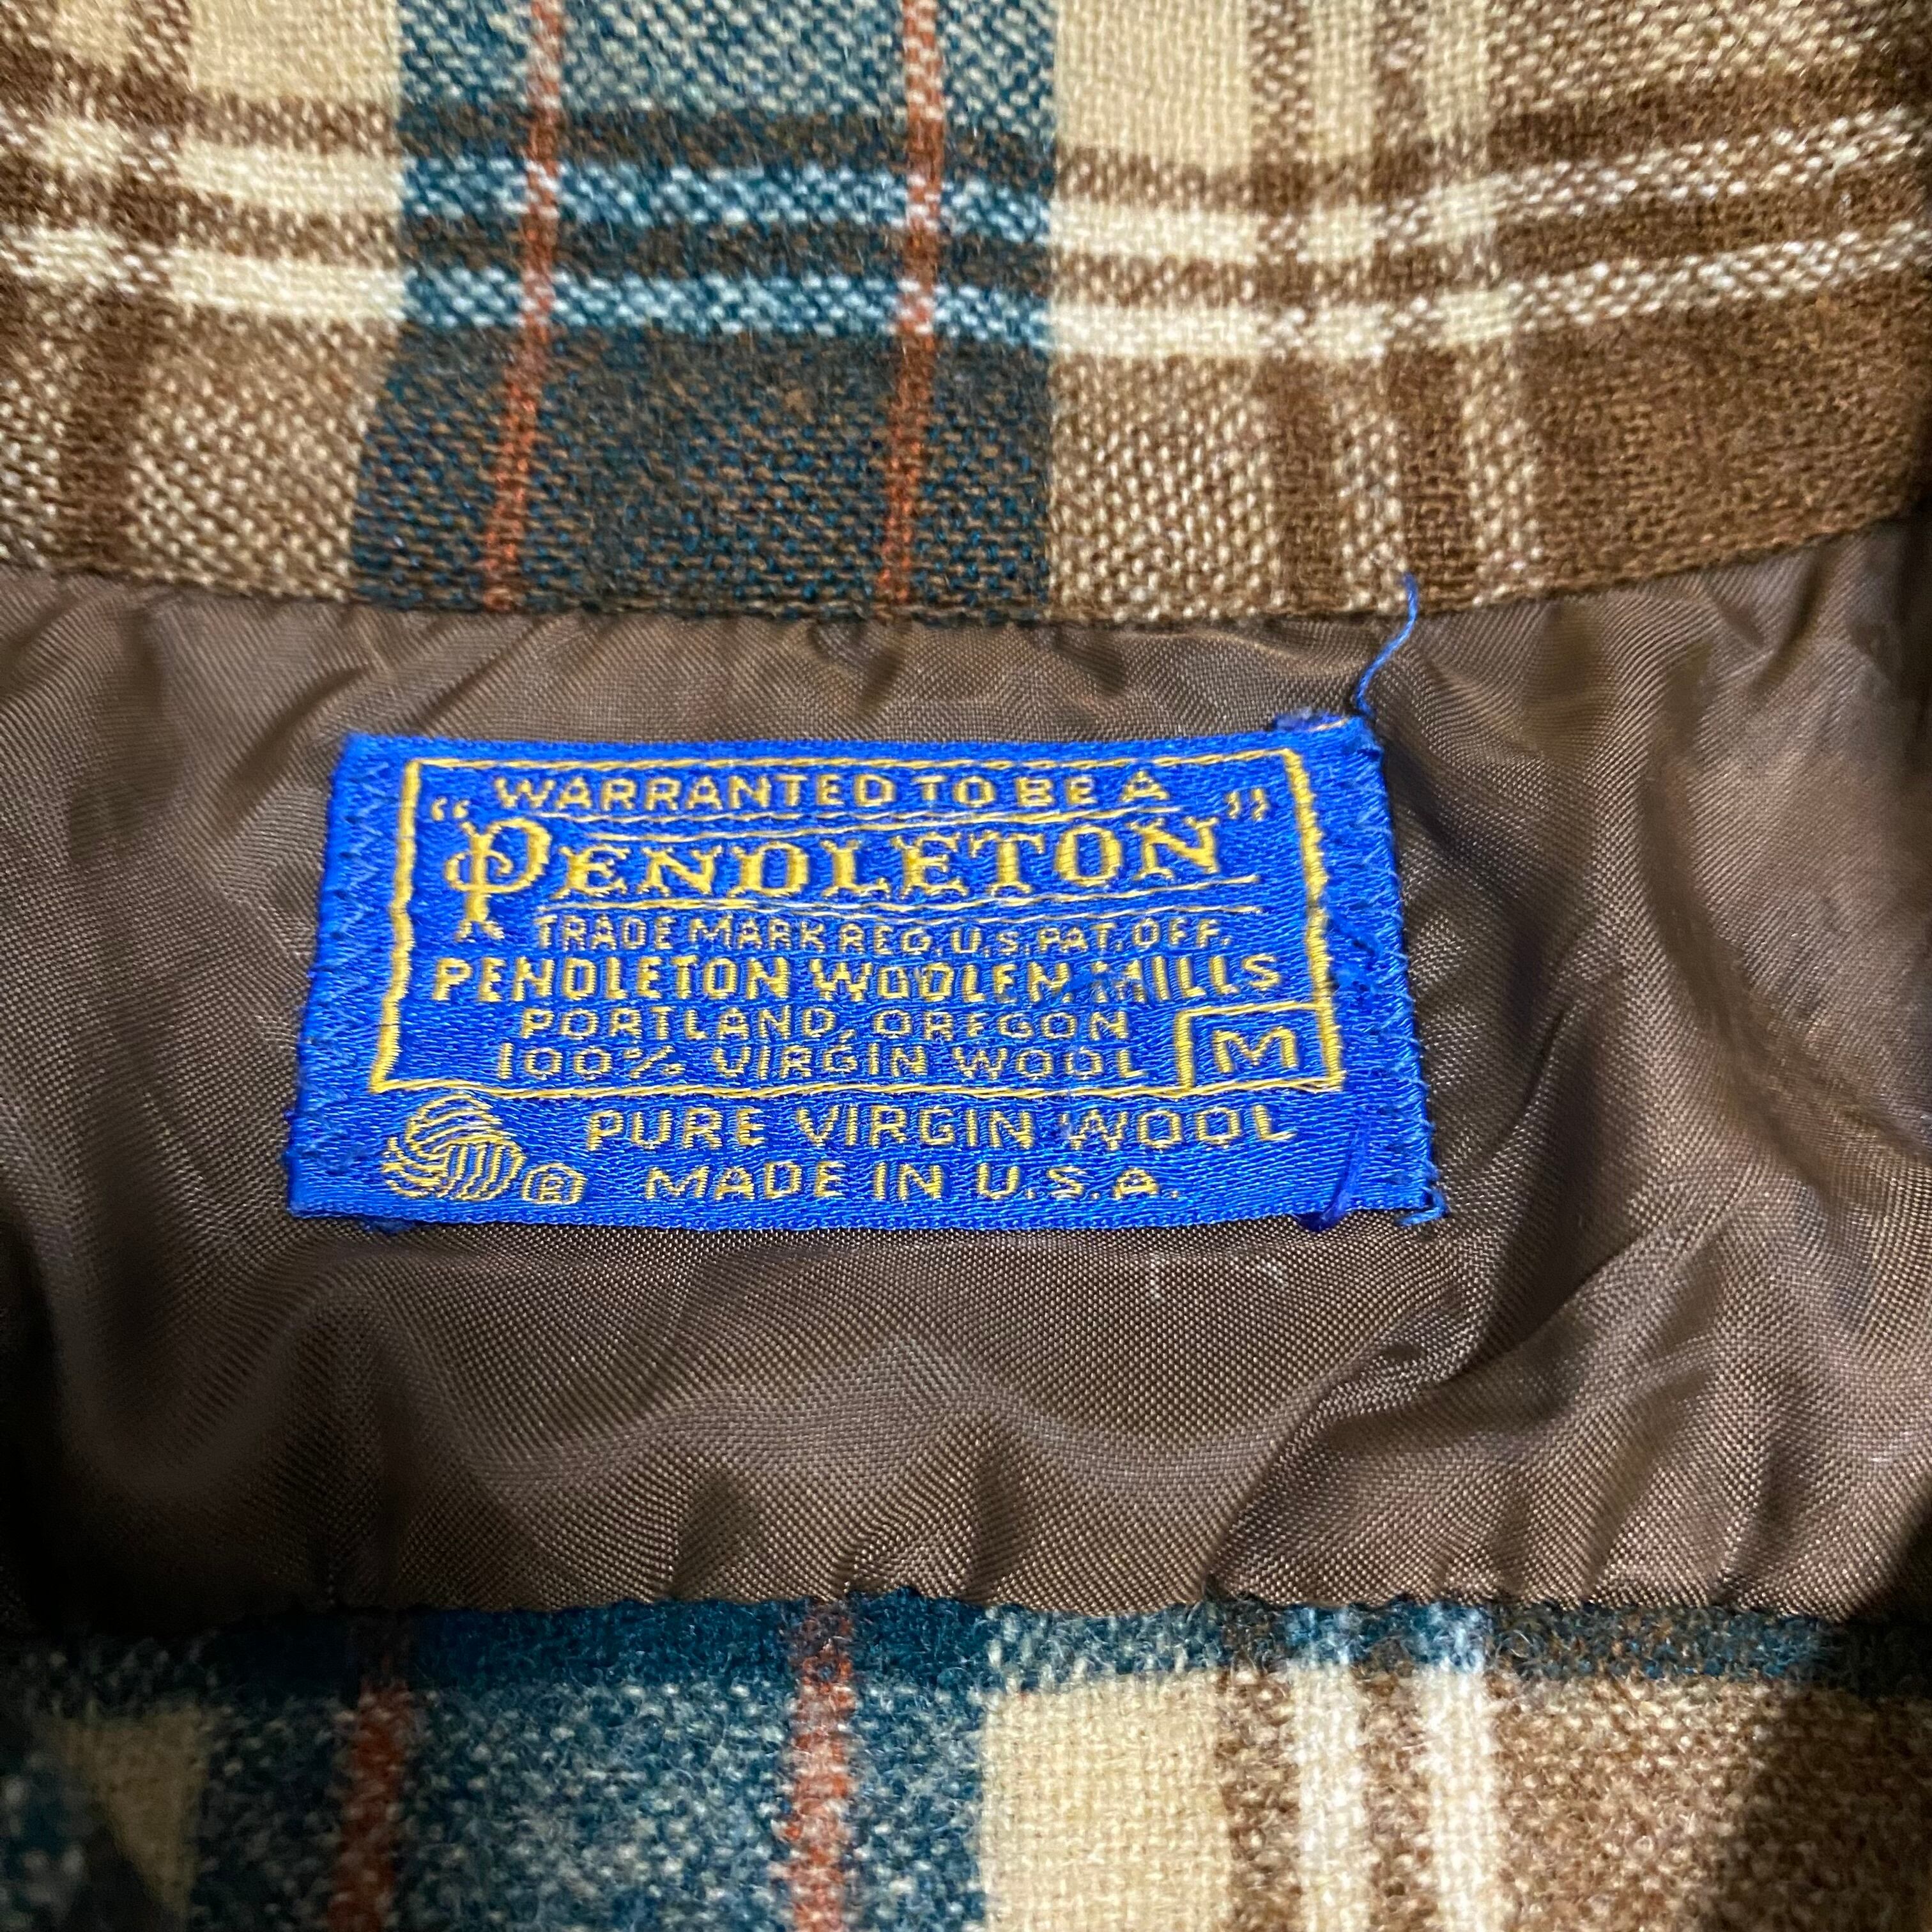 WARRANTED TO BE A
"PENDLETON"
TRADE MARK REG. U.S. PAT. OFF.
PENDLETON WOOLEN MILLS
PORTLAND, OREGON
100% VIRGIN WOOL M
PURE VIRGIN WOOL
® MADE IN U.S.A.